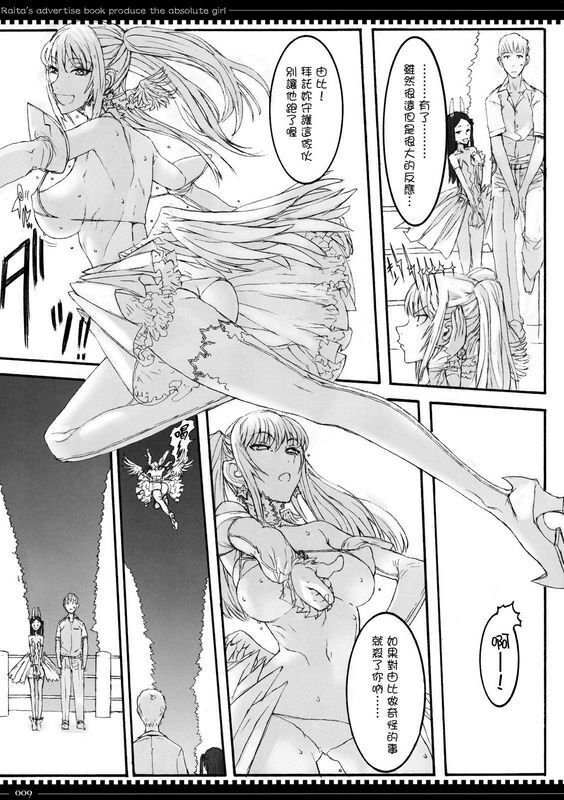 Raita's advertise book produce the absolute girl
………有了………
雖然很遠但是很大的反應…
由比！
拜託妳守護這傢伙
別讓他跑了喔
啊——！
如果對由比做奇怪的事
就殺了你喲……
喝
009